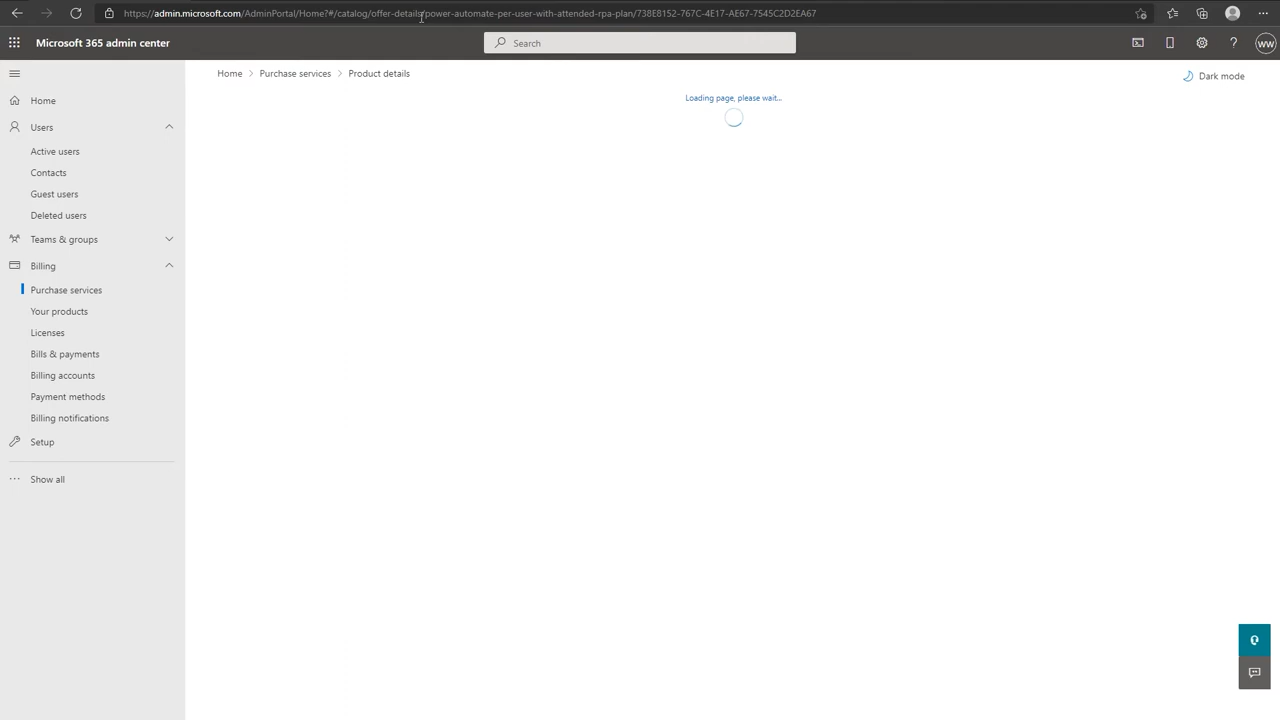 https://admin.microsoft.com/AdminPortal/Home?#/catalog/offer-details/power-automate-per-user-with-attended-rpa-plan/738E8152-767C-4E17-AE67-7545C2D2EA67
Microsoft 365 admin center
Search
WW
Home
Purchase services
Product details
Dark mode
Loading page, please wait...
Home
Users
Active users
Contacts
Guest users
Deleted users
Teams & groups
Billing
Purchase services
Your products
Licenses
Bills & payments
Billing accounts
Payment methods
Billing notifications
Setup
Show all